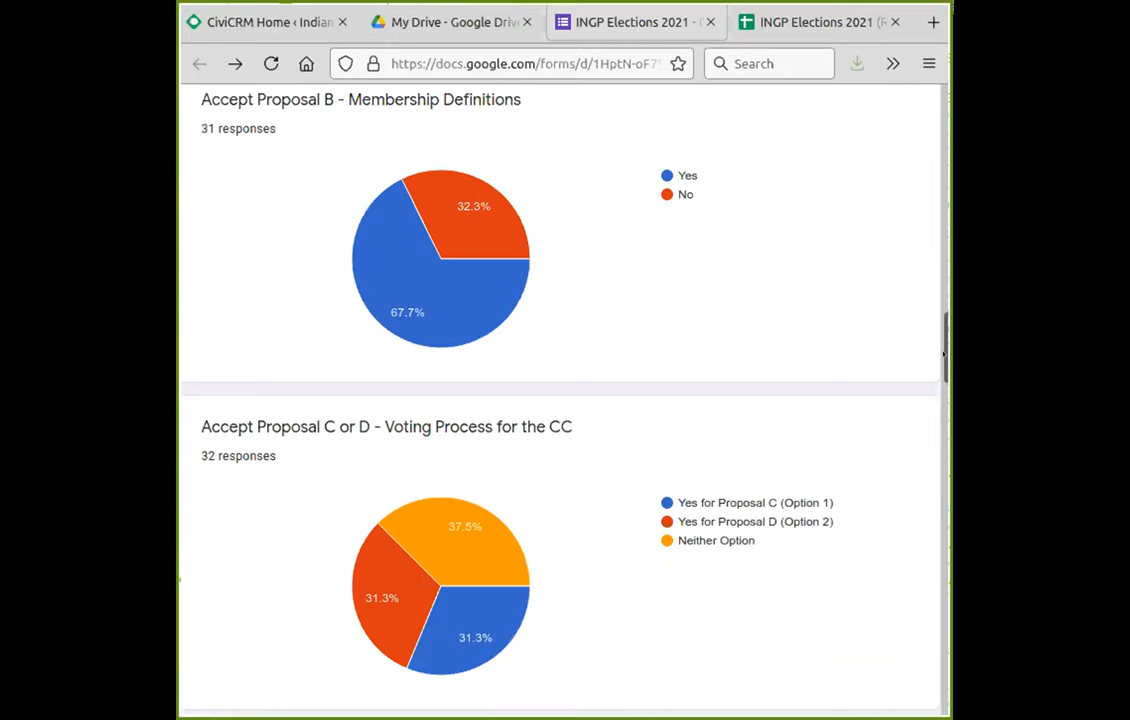 CiviCRM Home ‹ Indian
My Drive - Google Drive
INGP Elections 2021 -
INGP Elections 2021 (R
https://docs.google.com/forms/d/1HptN-oF7
Search
Accept Proposal B - Membership Definitions
31 responses
Yes
No
32.3%
67.7%
Accept Proposal C or D - Voting Process for the CC
32 responses
Yes for Proposal C (Option 1)
Yes for Proposal D (Option 2)
Neither Option
37.5%
31.3%
31.3%